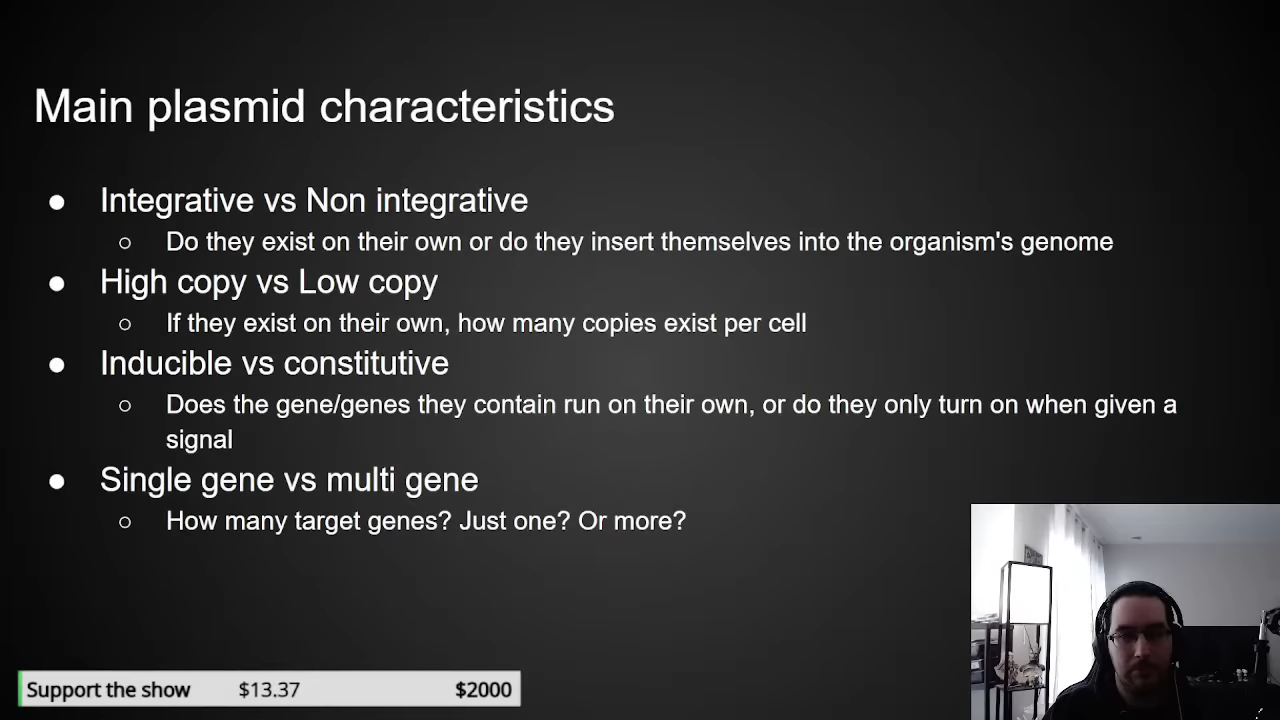 Main plasmid characteristics
● Integrative vs Non integrative
○ Do they exist on their own or do they insert themselves into the organism's genome
● High copy vs Low copy
○ If they exist on their own, how many copies exist per cell
● Inducible vs constitutive
○ Does the gene/genes they contain run on their own, or do they only turn on when given a
signal
● Single gene vs multi gene
○ How many target genes? Just one? Or more?
Support the show $13.37 $2000